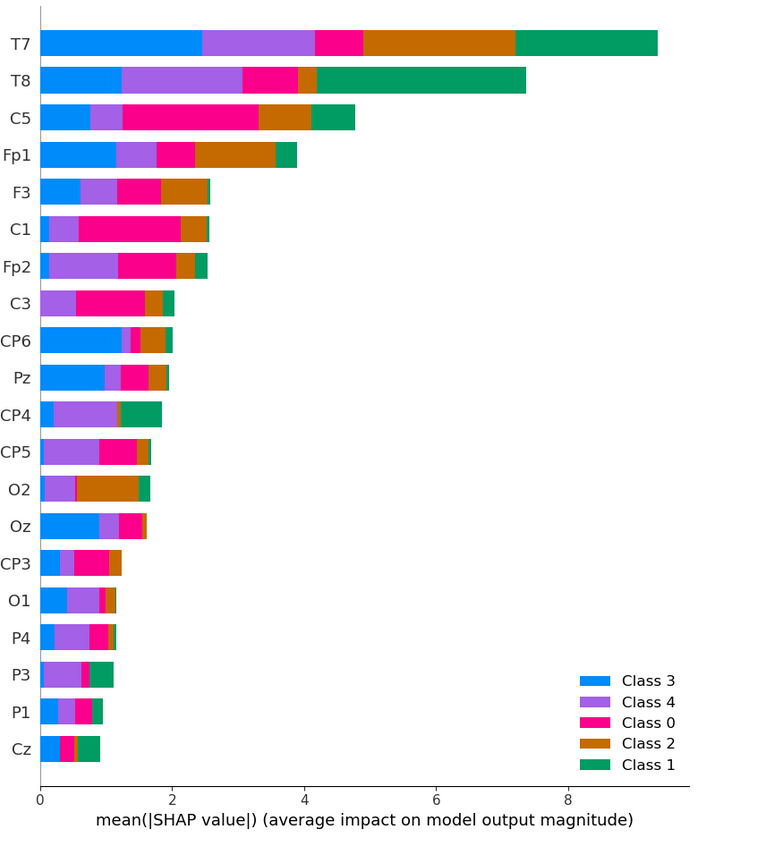 T7
T8
C5
Fp1
F3
C1
Fp2
C3
CP6
Pz
CP4
CP5
O2
Oz
CP3
O1
P4
P3
P1
Cz
Class 3
Class 4
Class 0
Class 2
Class 1
0 2 4 6 8
mean(|SHAP value|) (average impact on model output magnitude)